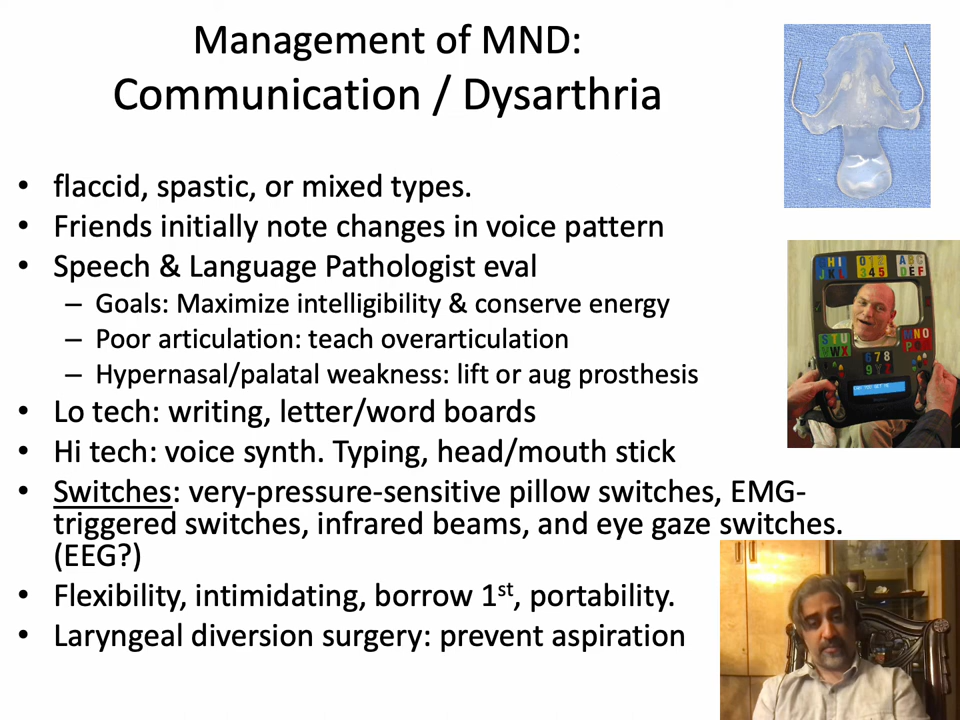 Management of MND:
Communication / Dysarthria
• flaccid, spastic, or mixed types.
• Friends initially note changes in voice pattern
• Speech & Language Pathologist eval
– Goals: Maximize intelligibility & conserve energy
– Poor articulation: teach overarticulation
– Hypernasal/palatal weakness: lift or aug prosthesis
• Lo tech: writing, letter/word boards
• Hi tech: voice synth. Typing, head/mouth stick
• Switches: very-pressure-sensitive pillow switches, EMG-
triggered switches, infrared beams, and eye gaze switches.
(EEG?)
• Flexibility, intimidating, borrow 1st, portability.
• Laryngeal diversion surgery: prevent aspiration